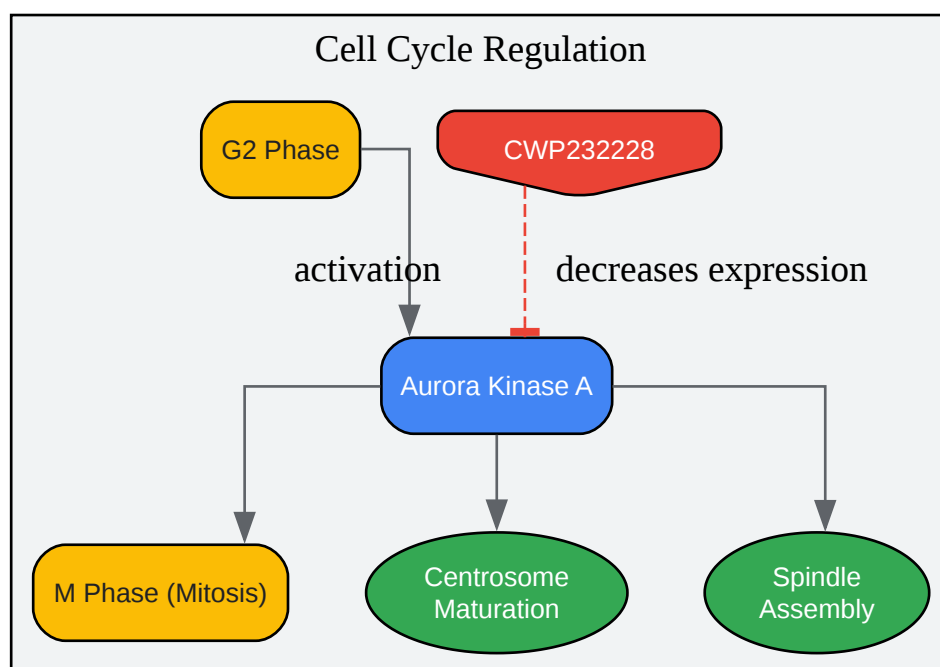 Cell Cycle Regulation
G2 Phase
CWP232228
activation
decreases expression
Aurora Kinase A
M Phase (Mitosis)
Centrosome
Maturation
Spindle
Assembly